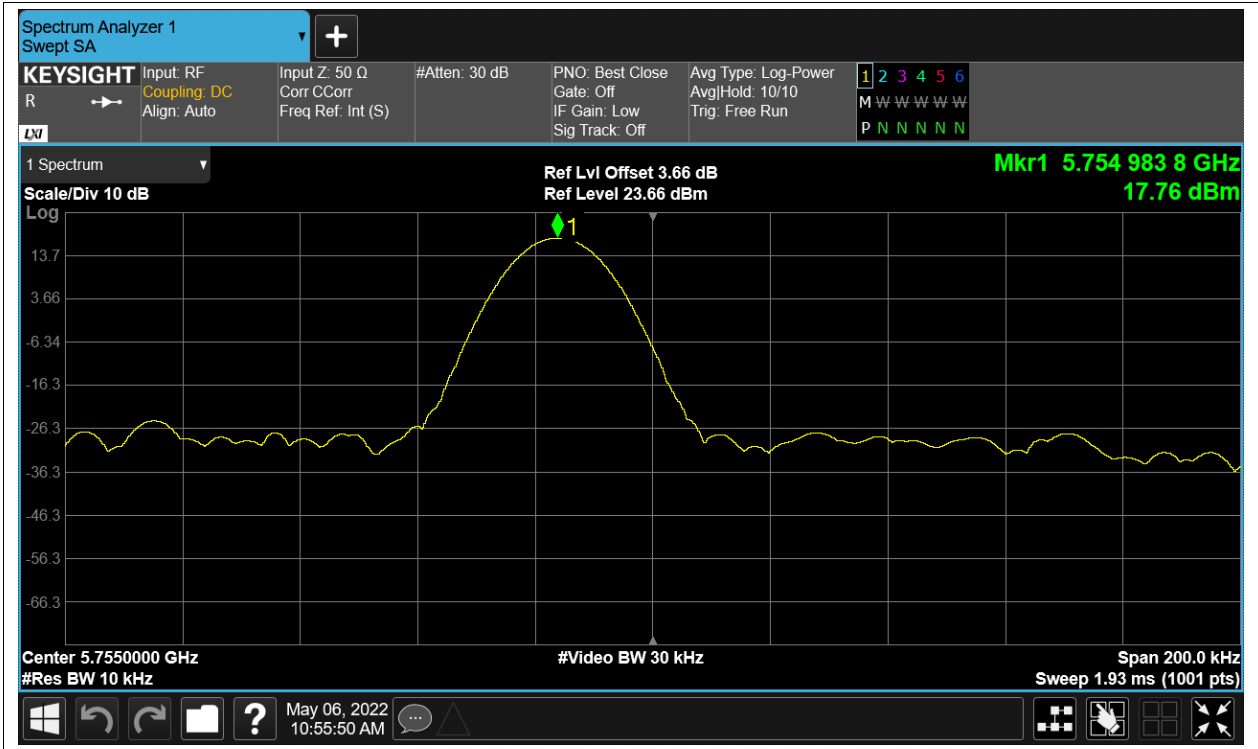 Spectrum Analyzer 1
Swept SA
+
KEYSIGHT
R
LXI
Input: RF
Coupling: DC
Align: Auto
Input Z: 50 Ω
Corr CCorr
Freq Ref: Int (S)
#Atten: 30 dB
PNO: Best Close
Gate: Off
IF Gain: Low
Sig Track: Off
Avg Type: Log-Power
Avg|Hold: 10/10
Trig: Free Run
1 2 3 4 5 6
M W W W W W
P N N N N N
1 Spectrum
Scale/Div 10 dB
Log
Ref Lvl Offset 3.66 dB
Ref Level 23.66 dBm
Mkr1 5.754 983 8 GHz
17.76 dBm
1
13.7
3.66
-6.34
-16.3
-26.3
-36.3
-46.3
-56.3
-66.3
Center 5.7550000 GHz
#Res BW 10 kHz
#Video BW 30 kHz
Span 200.0 kHz
Sweep 1.93 ms (1001 pts)
?
May 06, 2022
10:55:50 AM